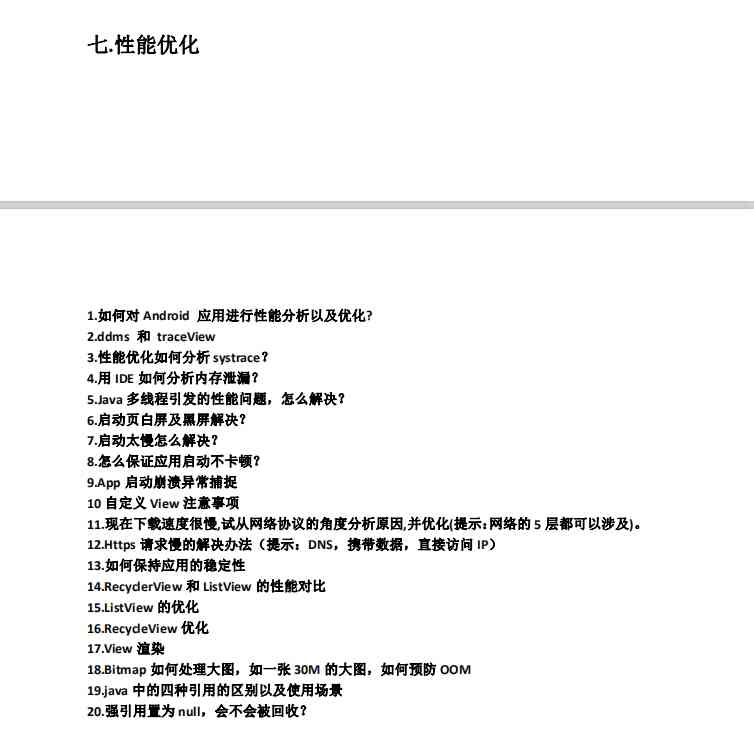 七.性能优化
1.如何对 Android 应用进行性能分析以及优化?
2.ddms 和 traceView
3.性能优化如何分析 systrace？
4.用 IDE 如何分析内存泄漏？
5.Java 多线程引发的性能问题，怎么解决？
6.启动页白屏及黑屏解决？
7.启动太慢怎么解决？
8.怎么保证应用启动不卡顿？
9.App 启动崩溃异常捕捉
10 自定义 View 注意事项
11.现在下载速度很慢,试从网络协议的角度分析原因,并优化(提示：网络的 5 层都可以涉及)。
12.Https 请求慢的解决办法（提示：DNS，携带数据，直接访问 IP）
13.如何保持应用的稳定性
14.RecyclerView 和 ListView 的性能对比
15.ListView 的优化
16.RecycleView 优化
17.View 渲染
18.Bitmap 如何处理大图，如一张 30M 的大图，如何预防 OOM
19.java 中的四种引用的区别以及使用场景
20.强引用置为 null，会不会被回收？